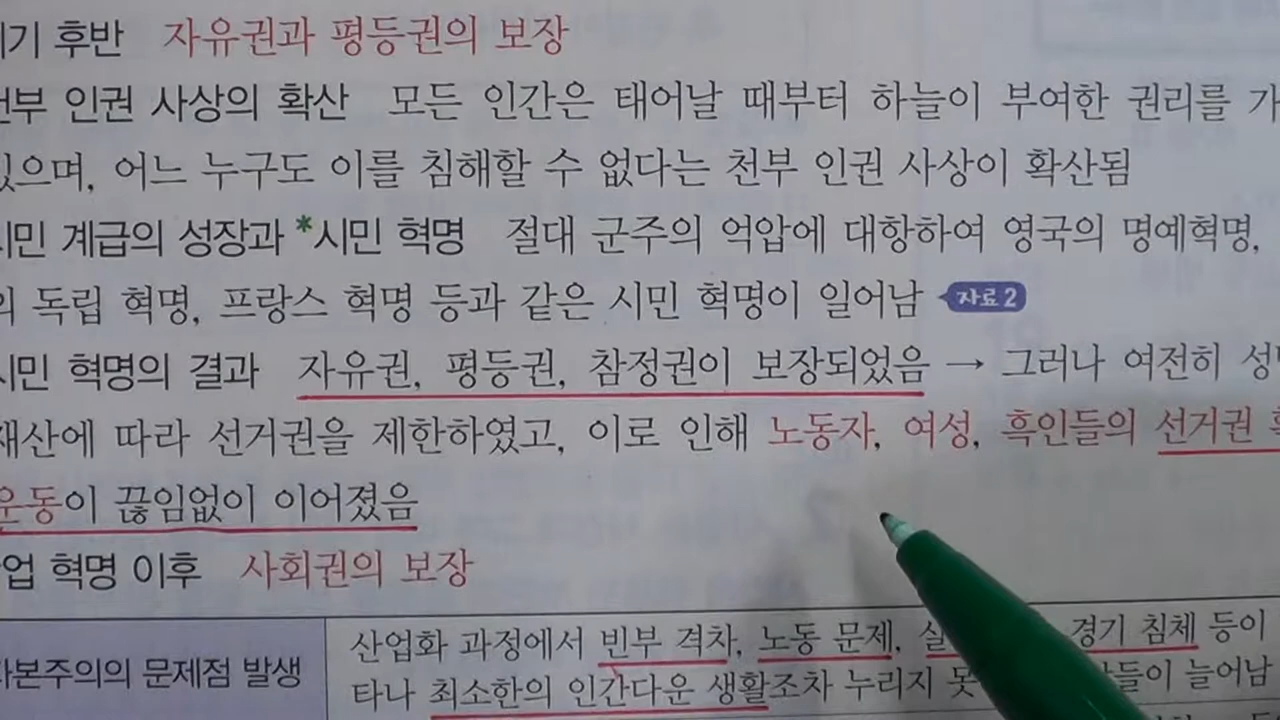 기 후반 자유권과 평등권의 보장
부 인권 사상의 확산 모든 인간은 태어날 때부터 하늘이 부여한 권리를 가
있으며, 어느 누구도 이를 침해할 수 없다는 천부 인권 사상이 확산됨
시민 계급의 성장과 *시민 혁명 절대 군주의 억압에 대항하여 영국의 명예혁명,
의 독립 혁명, 프랑스 혁명 등과 같은 시민 혁명이 일어남 자료 2
시민 혁명의 결과 자유권, 평등권, 참정권이 보장되었음 → 그러나 여전히
재산에 따라 선거권을 제한하였고, 이로 인해 노동자, 여성, 흑인들의 선거권
운동이 끊임없이 이어졌음
업 혁명 이후 사회권의 보장
자본주의의 문제점 발생
산업화 과정에서 빈부 격차, 노동 문제, 경기 침체 등이
타나 최소한의 인간다운 생활조차 누리지 못 들이 늘어남